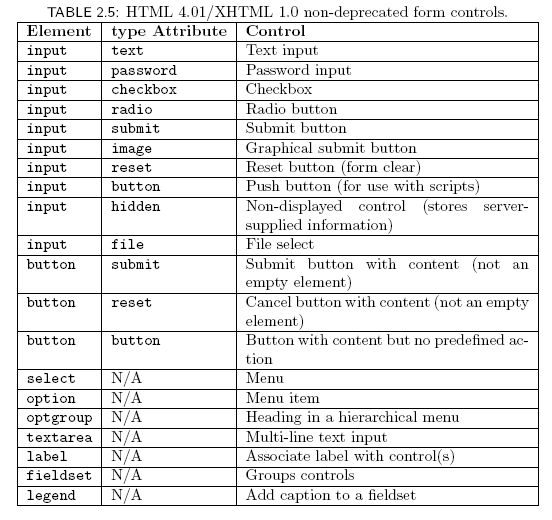 TABLE 2.5: HTML 4.01/XHTML 1.0 non-deprecated form controls.
Element type Attribute Control
input text Text input
input password Password input
input checkbox Checkbox
input radio Radio button
input submit Submit button
input image Graphical submit button
input reset Reset button (form clear)
input button Push button (for use with scripts)
input hidden Non-displayed control (stores server-
supplied information)
input file File select
button submit Submit button with content (not an
empty element)
button reset Cancel button with content (not an empty
element)
button button Button with content but no predefined ac-
tion
select N/A Menu
option N/A Menu item
optgroup N/A Heading in a hierarchical menu
textarea N/A Multi-line text input
label N/A Associate label with control(s)
fieldset N/A Groups controls
legend N/A Add caption to a fieldset